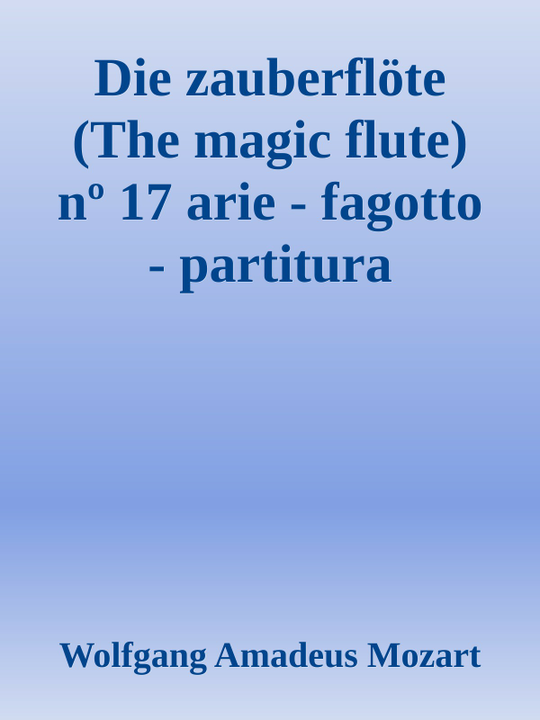 Die zauberflöte
(The magic flute)
nº 17 arie - fagotto
- partitura
Wolfgang Amadeus Mozart